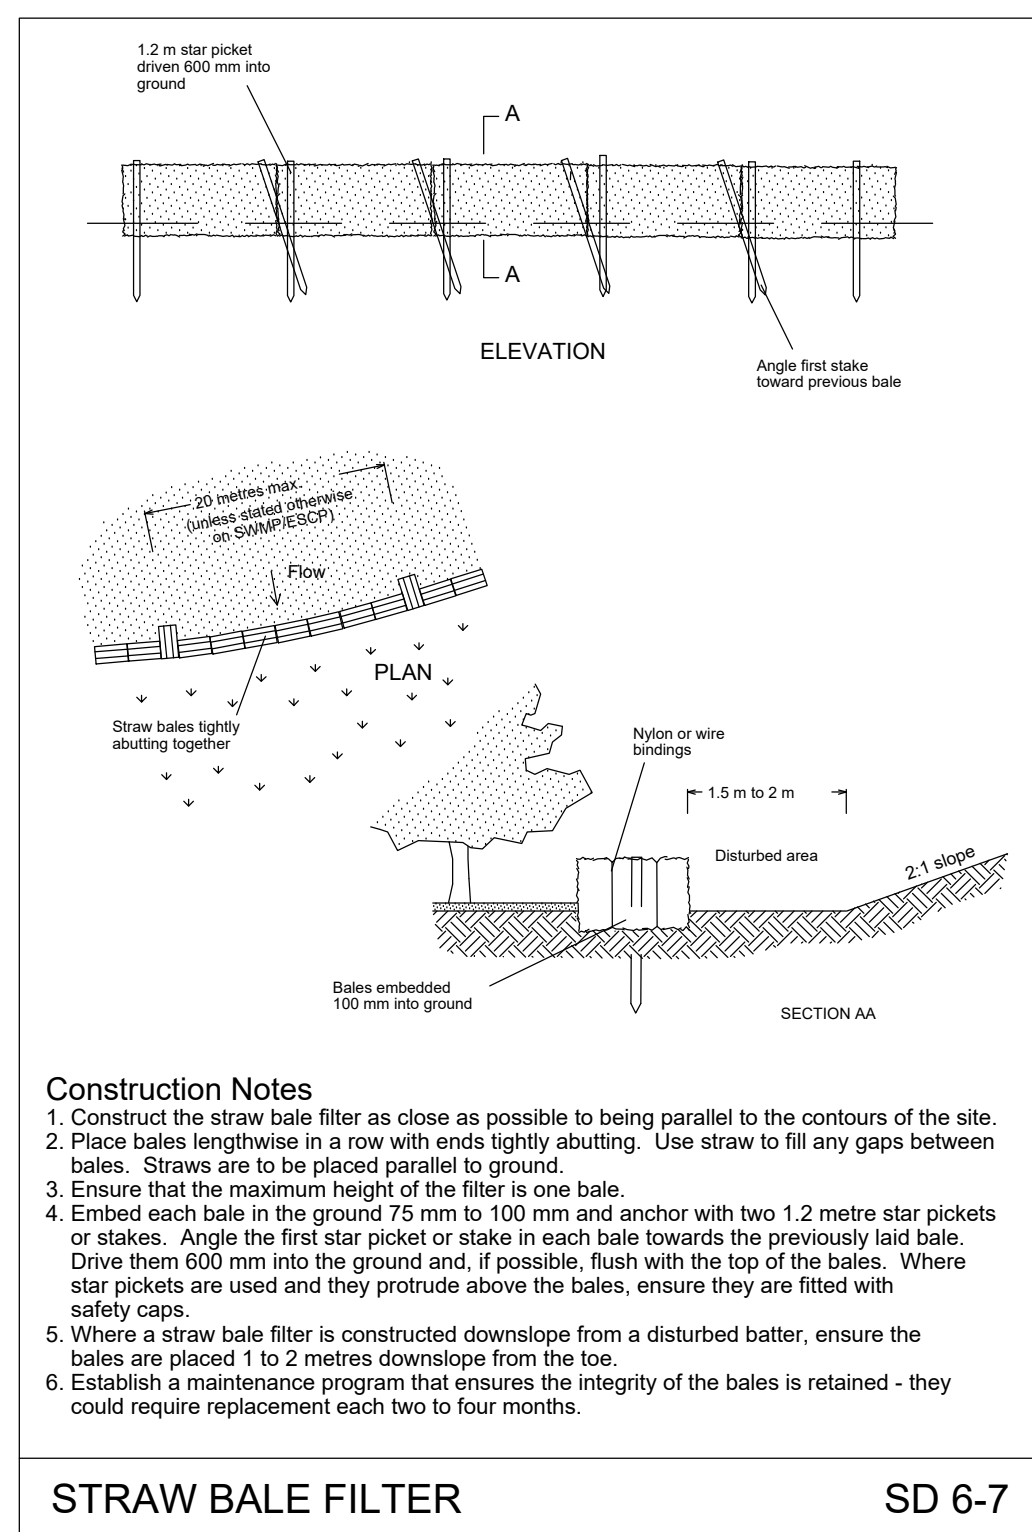 1.2 m star picket
driven 600 mm into
ground
A
A
ELEVATION
Angle first stake
toward previous bale
20 metres max.
(unless stated otherwise
on SWMP/ESCP)
Flow
PLAN
Straw bales tightly
abutting together
Nylon or wire
bindings
1.5 m to 2 m
Disturbed area
2:1 slope
Bales embedded
100 mm into ground
SECTION AA
Construction Notes
1. Construct the straw bale filter as close as possible to being parallel to the contours of the site.
2. Place bales lengthwise in a row with ends tightly abutting. Use straw to fill any gaps between
bales. Straws are to be placed parallel to ground.
3. Ensure that the maximum height of the filter is one bale.
4. Embed each bale in the ground 75 mm to 100 mm and anchor with two 1.2 metre star pickets
or stakes. Angle the first star picket or stake in each bale towards the previously laid bale.
Drive them 600 mm into the ground and, if possible, flush with the top of the bales. Where
star pickets are used and they protrude above the bales, ensure they are fitted with
safety caps.
5. Where a straw bale filter is constructed downslope from a disturbed batter, ensure the
bales are placed 1 to 2 metres downslope from the toe.
6. Establish a maintenance program that ensures the integrity of the bales is retained - they
could require replacement each two to four months.
STRAW BALE FILTER
SD 6-7